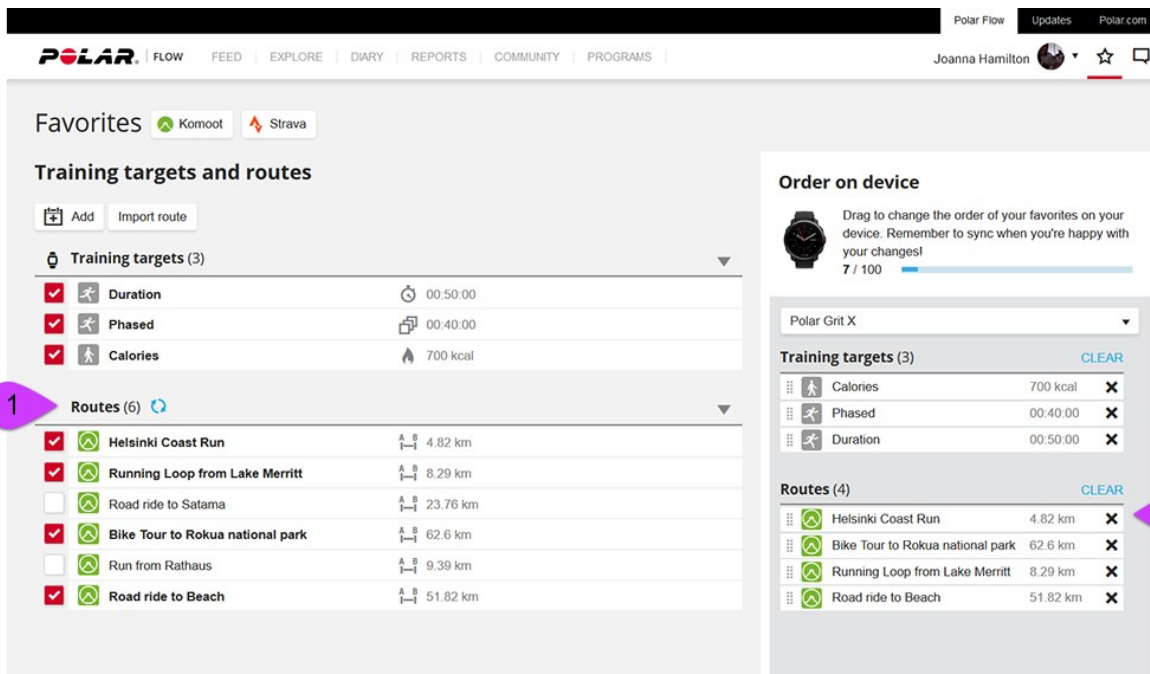 Polar Flow Updates Polar.com
POLAR. FLOW FEED EXPLORE DIARY REPORTS COMMUNITY PROGRAMS Joanna Hamilton
Favorites Komoot Strava
Training targets and routes
Add Import route
Training targets (3)
Duration 00:50:00
Phased 00:40:00
Calories 700 kcal
1
Routes (6)
Helsinki Coast Run A B 4.82 km
Running Loop from Lake Merritt A B 8.29 km
Road ride to Satama A B 23.76 km
Bike Tour to Rokua national park A B 62.6 km
Run from Rathaus A B 9.39 km
Road ride to Beach A B 51.82 km
Order on device
Drag to change the order of your favorites on your
device. Remember to sync when you're happy with
your changes!
7 / 100
Polar Grit X
Training targets (3) CLEAR
Calories 700 kcal
Phased 00:40:00
Duration 00:50:00
Routes (4) CLEAR
Helsinki Coast Run 4.82 km
Bike Tour to Rokua national park 62.6 km
Running Loop from Lake Merritt 8.29 km
Road ride to Beach 51.82 km